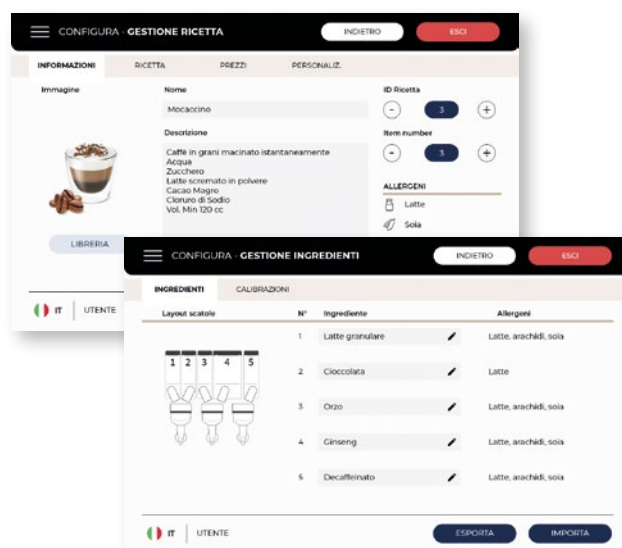 CONFIGURA - GESTIONE RICETTA
INDIETRO
ESCI
INFORMAZIONI
RICETTA
PREZZI
PERSONALIZ.
Immagine
Nome
ID Ricetta
Mocaccino
- 3 +
Descrizione
Item number
Caffè in grani macinato istantaneamente
Acqua
Zucchero
Latte scremato in polvere
Cacao Magro
Cloruro di Sodio
Vol. Min 120 cc
- 3 +
ALLERGENI
Latte
Soia
LIBRERIA
IT UTENTE
CONFIGURA - GESTIONE INGREDIENTI
INDIETRO
ESCI
INGREDIENTI
CALIBRAZIONI
Layout scatole
N° Ingrediente Allergeni
1 2 3 4 5
1 Latte granulare Latte, arachidi, soia
2 Cioccolata Latte
3 Orzo Latte, arachidi, soia
4 Ginseng Latte, arachidi, soia
5 Decaffeinato Latte, arachidi, soia
IT UTENTE
ESPORTA
IMPORTA